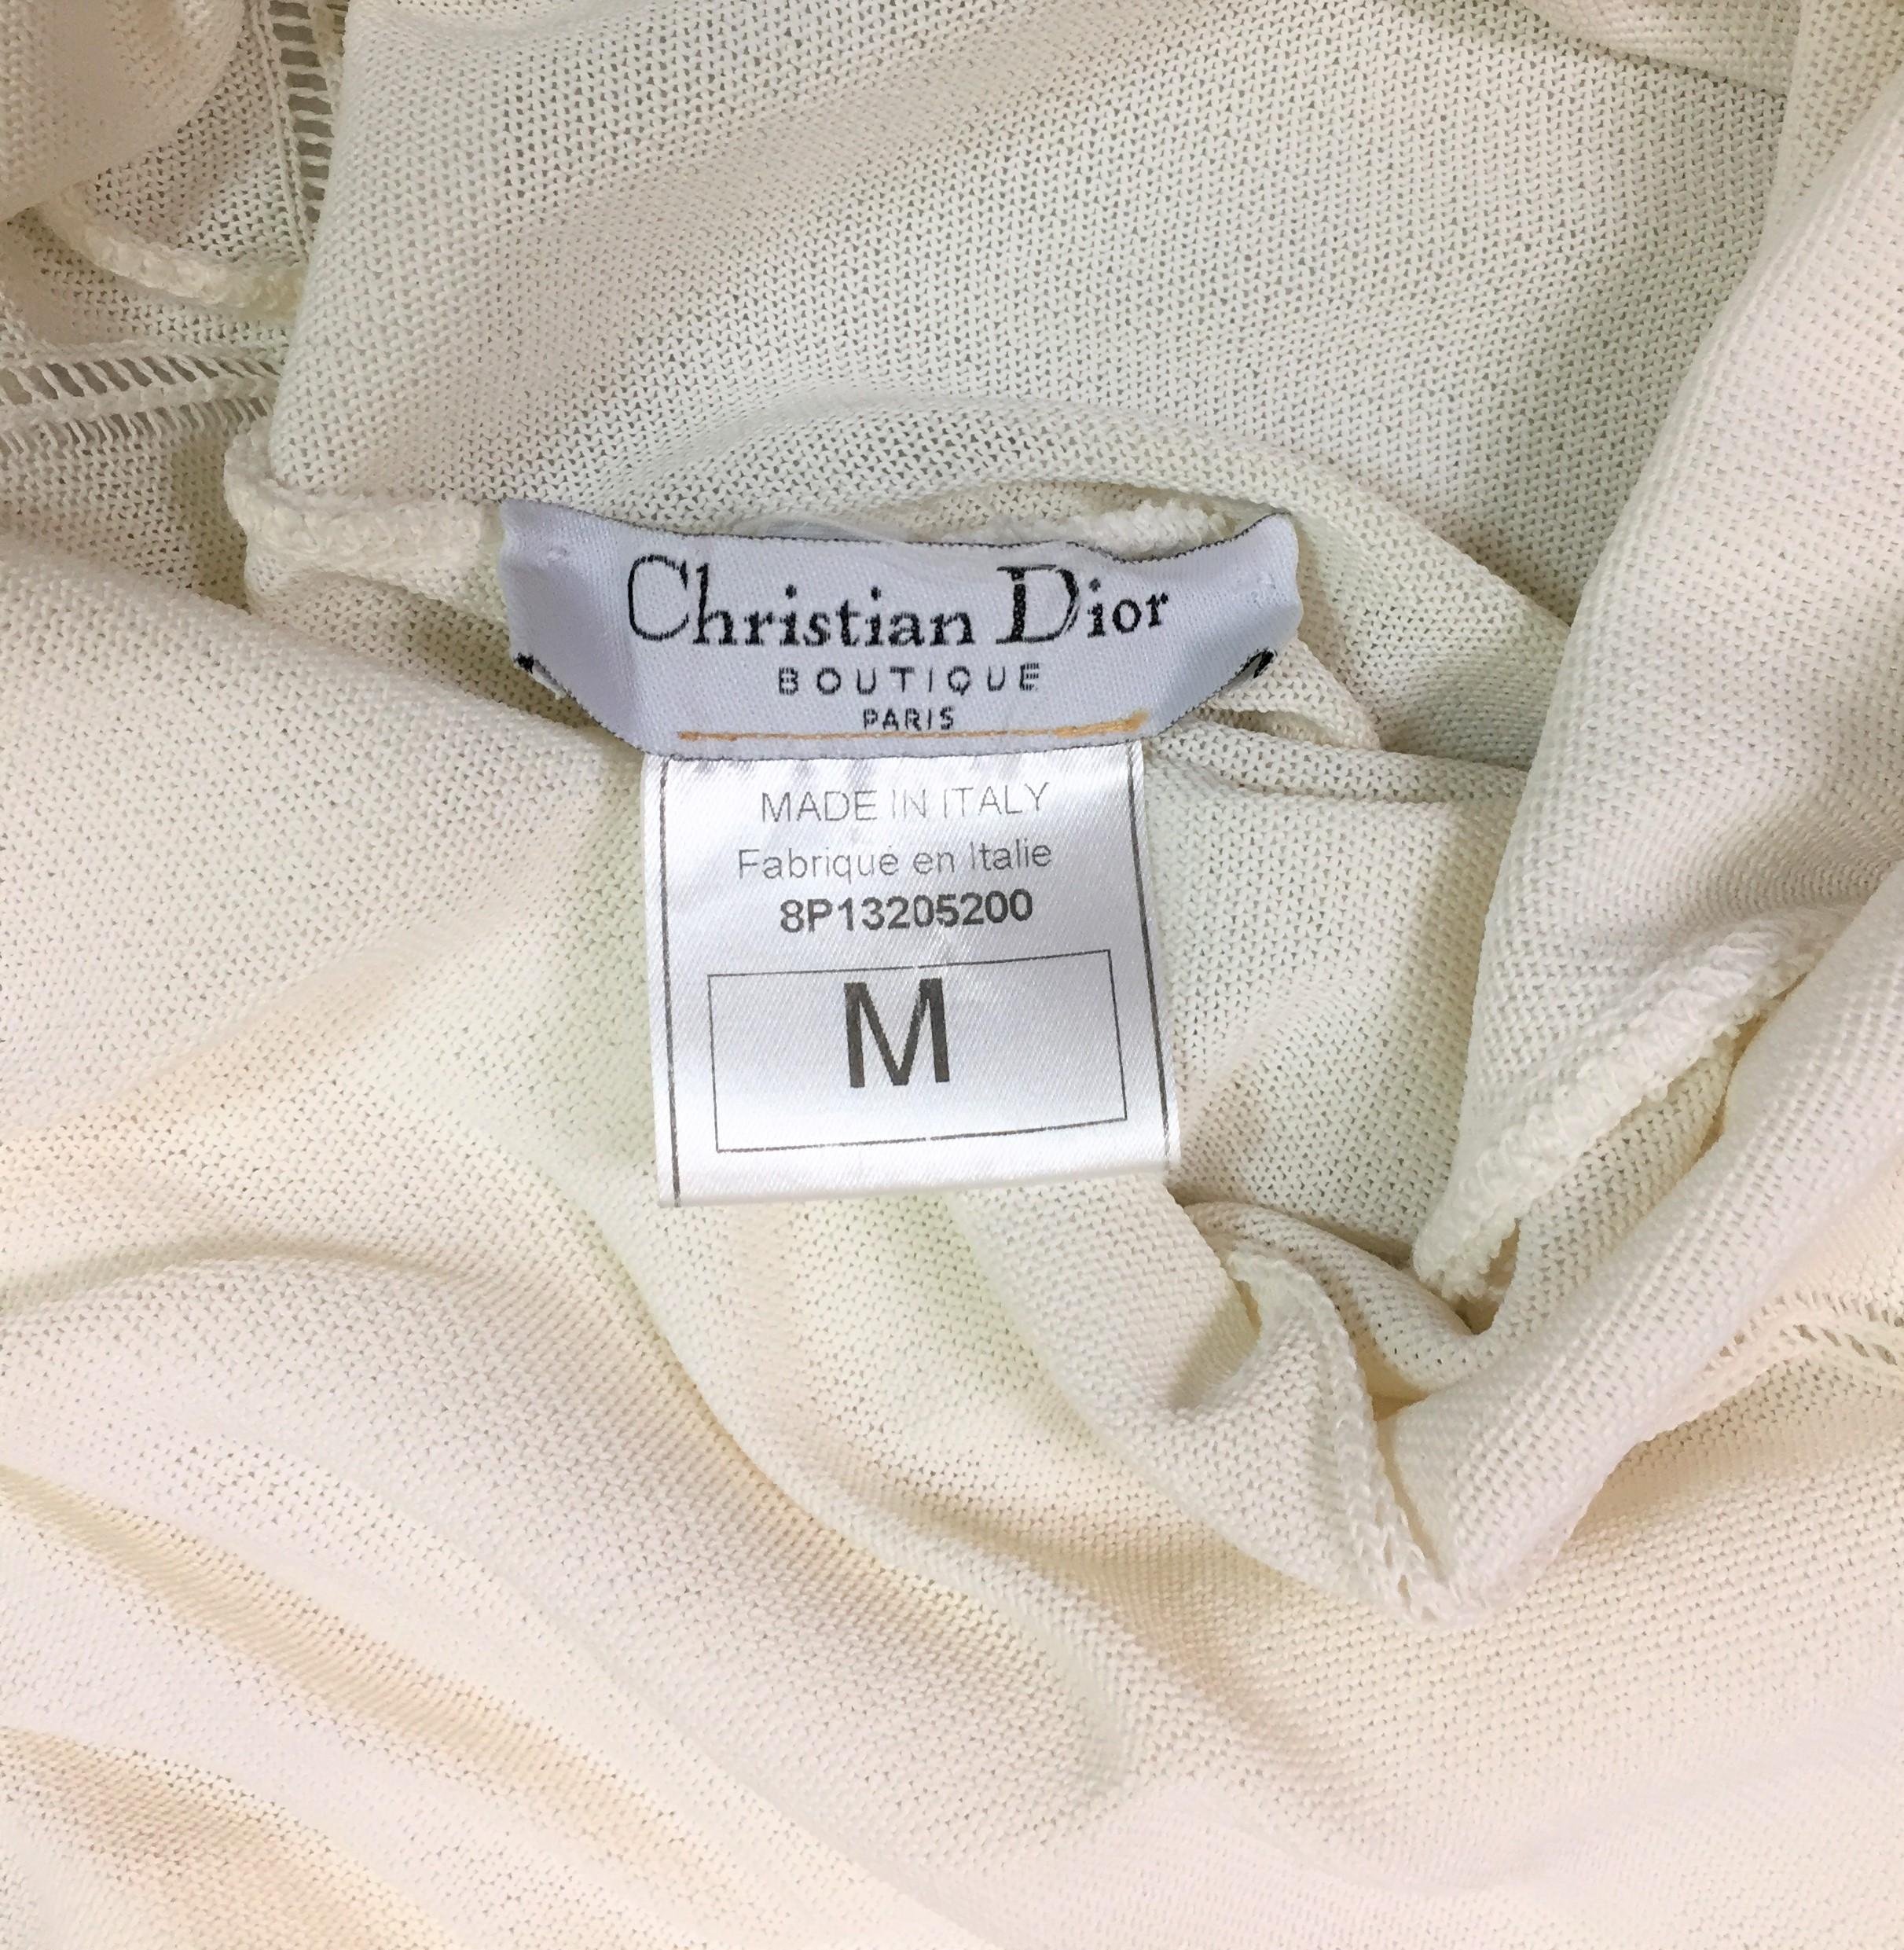 Christian Dior
BOUTIQUE
PARIS
MADE IN ITALY
Fabriqué en Italie
8P13205200
M